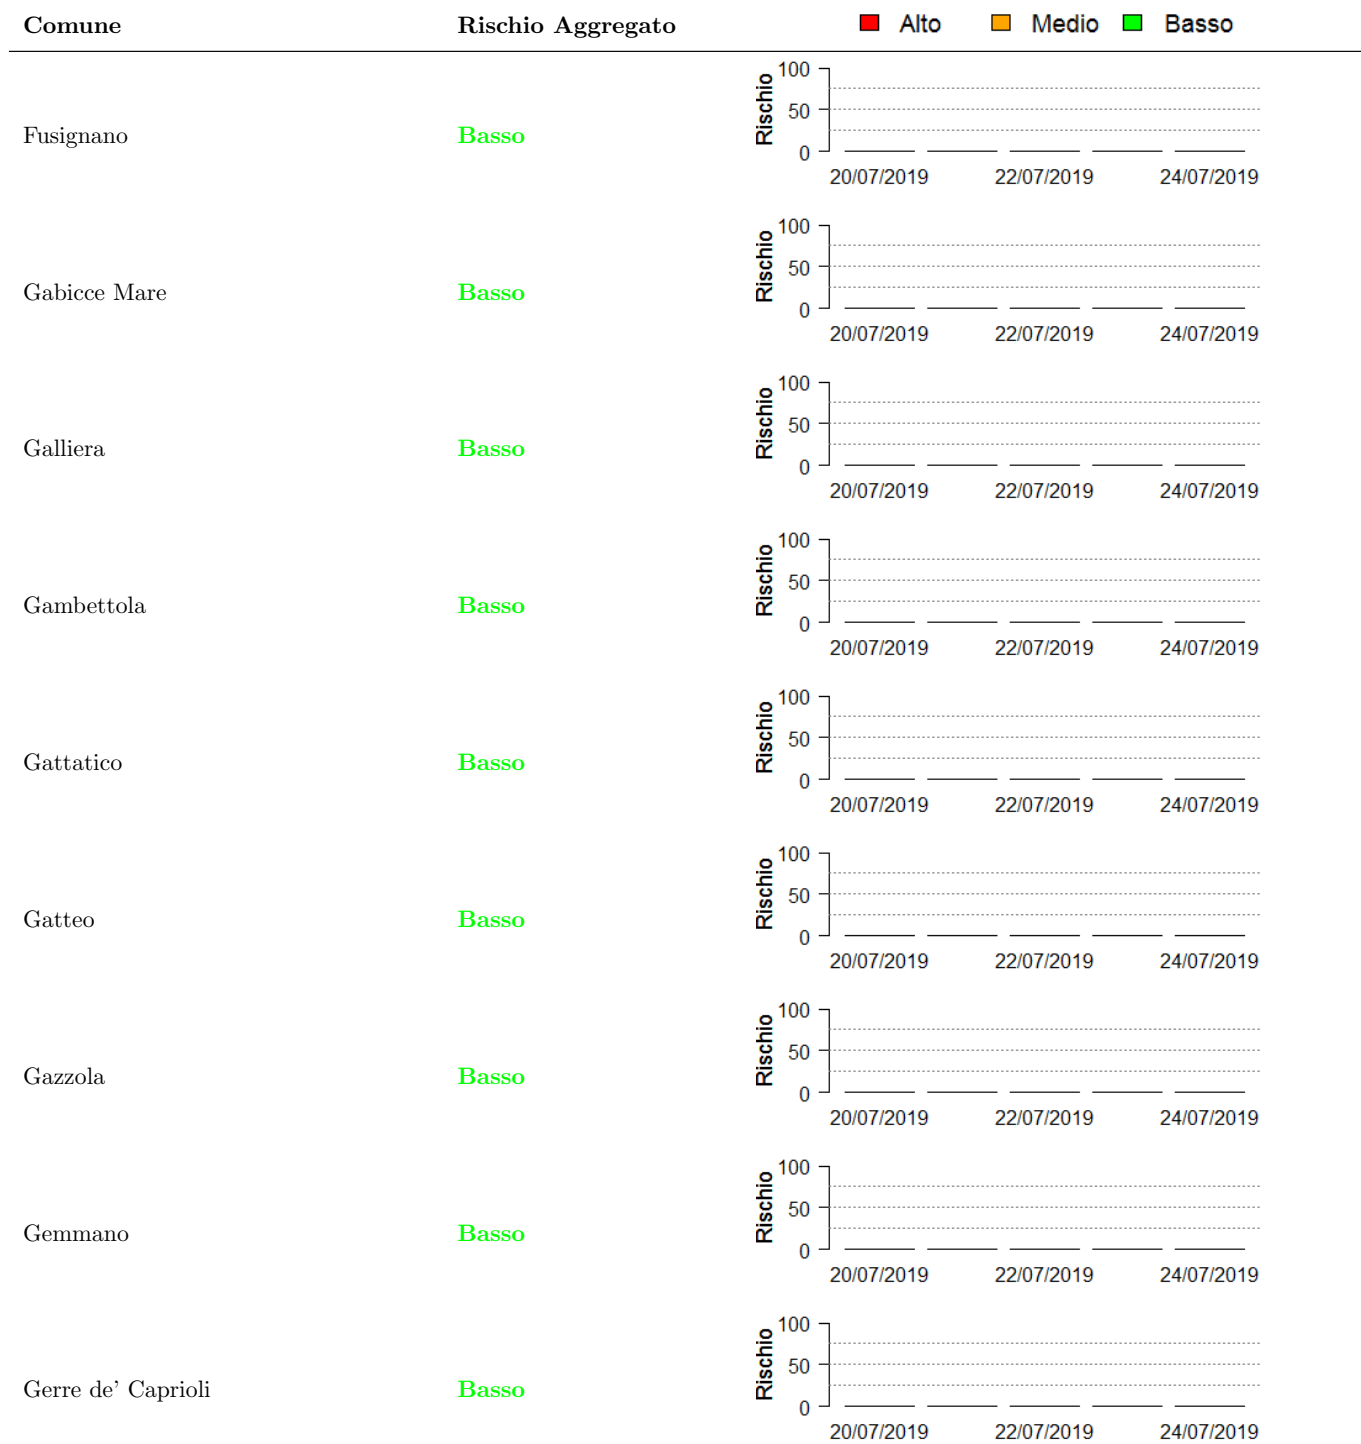 Comune Rischio Aggregato Alto Medio Basso
Fusignano Basso Rischio 100 50 0
20/07/2019 22/07/2019 24/07/2019
Gabicce Mare Basso Rischio 100 50 0
20/07/2019 22/07/2019 24/07/2019
Galliera Basso Rischio 100 50 0
20/07/2019 22/07/2019 24/07/2019
Gambettola Basso Rischio 100 50 0
20/07/2019 22/07/2019 24/07/2019
Gattatico Basso Rischio 100 50 0
20/07/2019 22/07/2019 24/07/2019
Gatteo Basso Rischio 100 50 0
20/07/2019 22/07/2019 24/07/2019
Gazzola Basso Rischio 100 50 0
20/07/2019 22/07/2019 24/07/2019
Gemmano Basso Rischio 100 50 0
20/07/2019 22/07/2019 24/07/2019
Gerre de' Caprioli Basso Rischio 100 50 0
20/07/2019 22/07/2019 24/07/2019